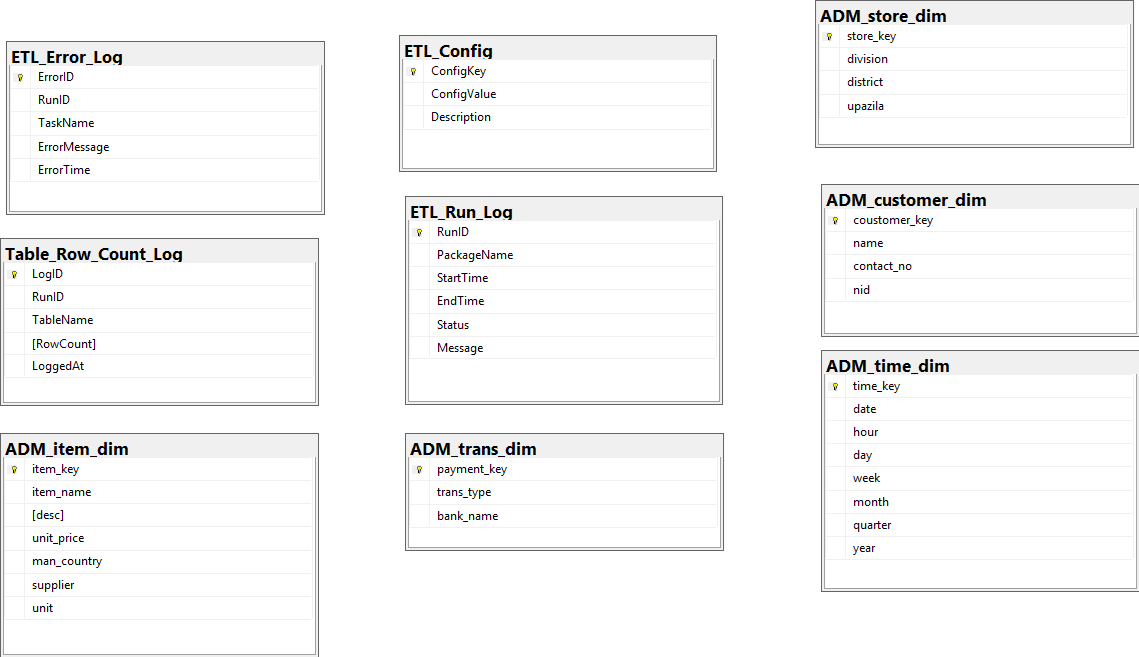 ETL_Error_Log
ErrorID
RunID
TaskName
ErrorMessage
ErrorTime
ETL_Config
ConfigKey
ConfigValue
Description
ADM_store_dim
store_key
division
district
upazila
Table_Row_Count_Log
LogID
RunID
TableName
[RowCount]
LoggedAt
ETL_Run_Log
RunID
PackageName
StartTime
EndTime
Status
Message
ADM_customer_dim
coustomer_key
name
contact_no
nid
ADM_item_dim
item_key
item_name
[desc]
unit_price
man_country
supplier
unit
ADM_trans_dim
payment_key
trans_type
bank_name
ADM_time_dim
time_key
date
hour
day
week
month
quarter
year